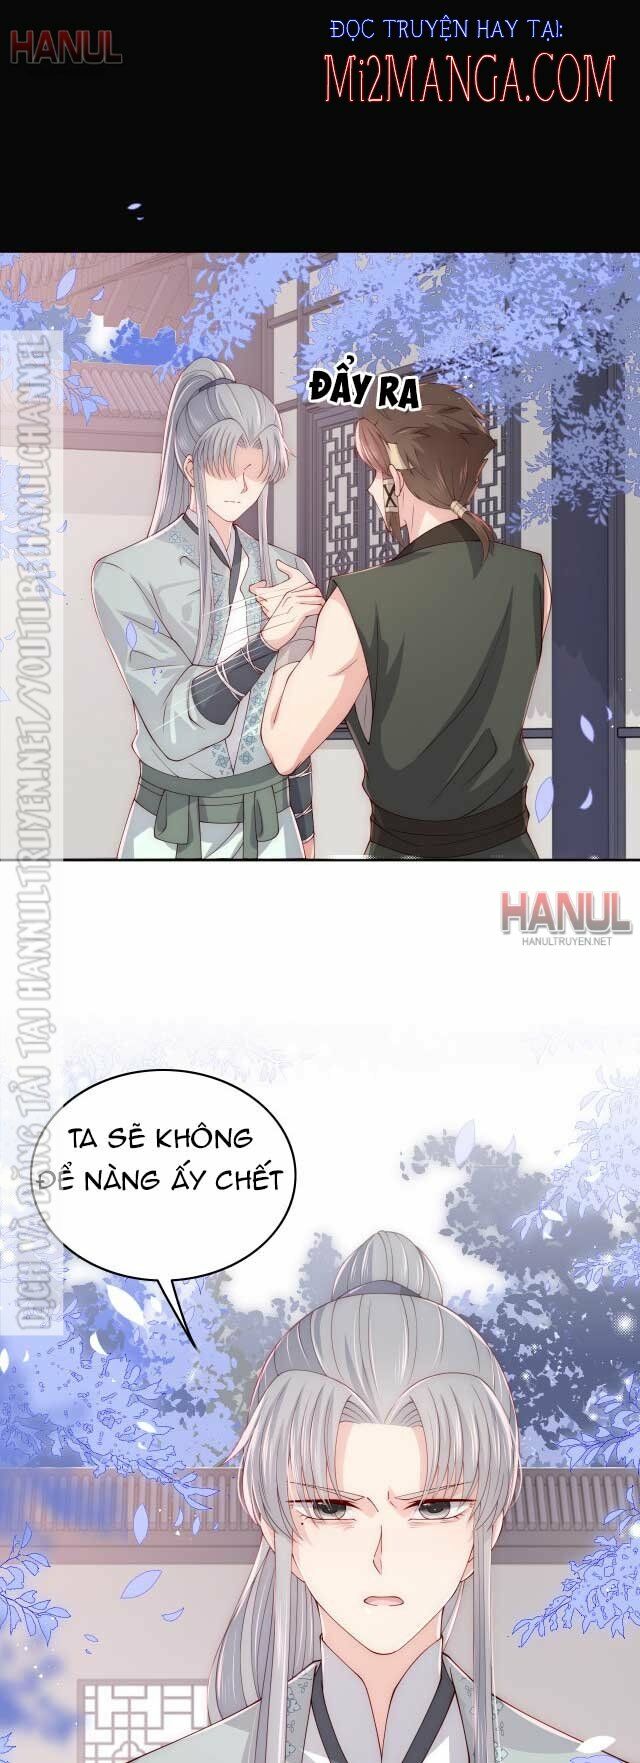 HANUL
ĐỌC TRUYỆN HAY TẠI:
MI2MANGA.COM
ĐẨY RA
DỊCH VÀ ĐĂNG TẢI TẠI HANNULTRUYEN.NET/YOUTUBE HANULCHANNEL
HANUL
HANULTRUYEN.NET
TA SẼ KHÔNG
ĐỂ NÀNG ẤY CHẾT